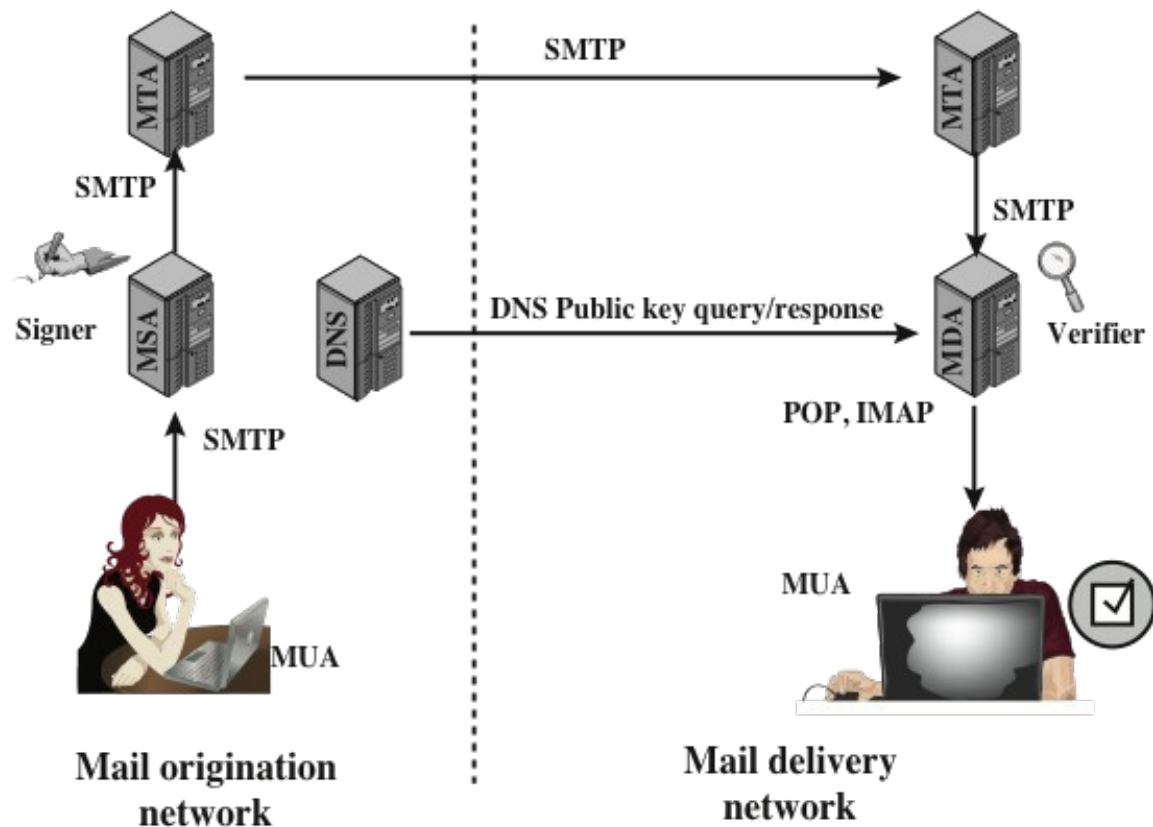 SMTP
MTA
MTA
SMTP
SMTP
Signer
MSA
DNS
DNS Public key query/response
MDA
Verifier
POP, IMAP
SMTP
MUA
MUA
Mail origination
network
Mail delivery
network